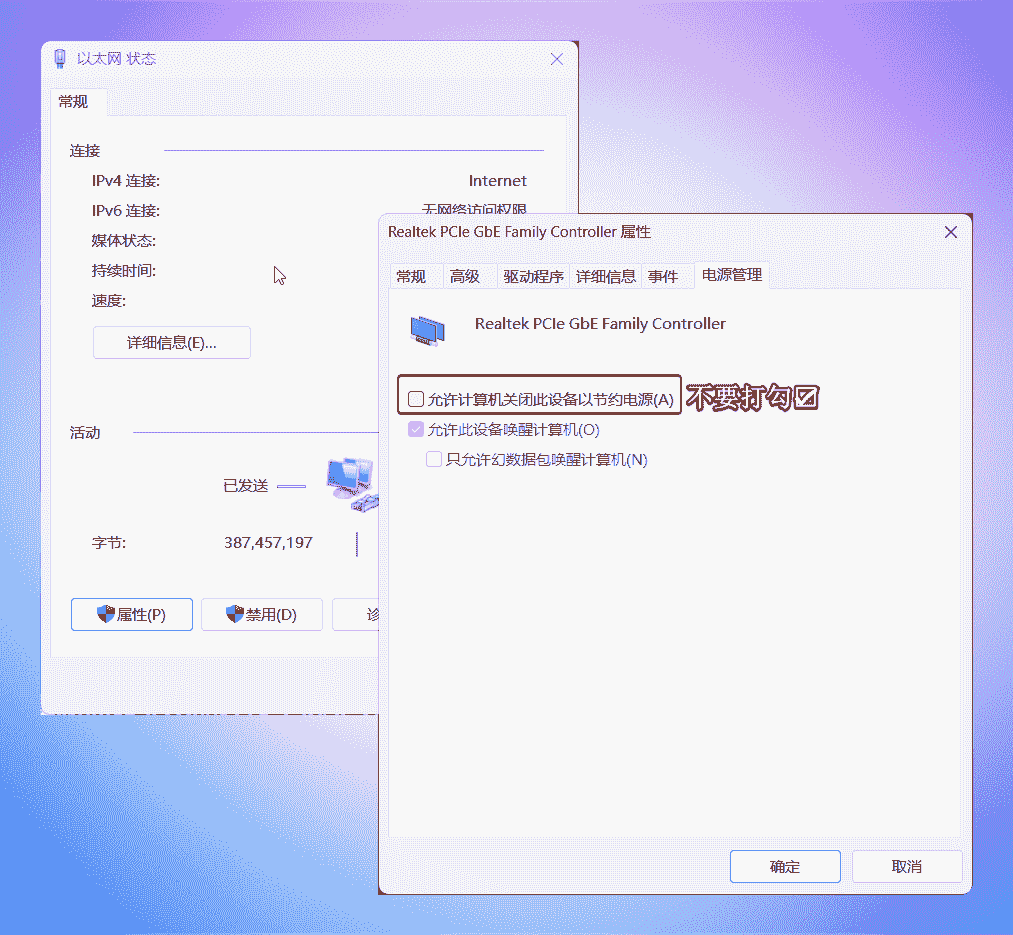 以太网 状态
常规
连接
IPv4 连接:
Internet
IPv6 连接:
无网络访问权限
媒体状态:
持续时间:
速度:
详细信息(E)...
活动
已发送
字节:
387,457,197
属性(P)
禁用(D)
诊
Realtek PCIe GbE Family Controller 属性
常规 高级 驱动程序 详细信息 事件 电源管理
Realtek PCIe GbE Family Controller
允许计算机关闭此设备以节约电源(A)
不要打勾☑
允许此设备唤醒计算机(O)
只允许幻数据包唤醒计算机(N)
确定
取消